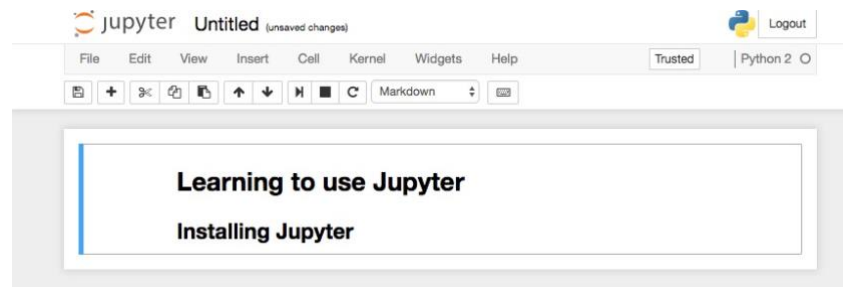 jupyter Untitled (unsaved changes) Logout
File Edit View Insert Cell Kernel Widgets Help Trusted Python 2
Markdown
Learning to use Jupyter
Installing Jupyter